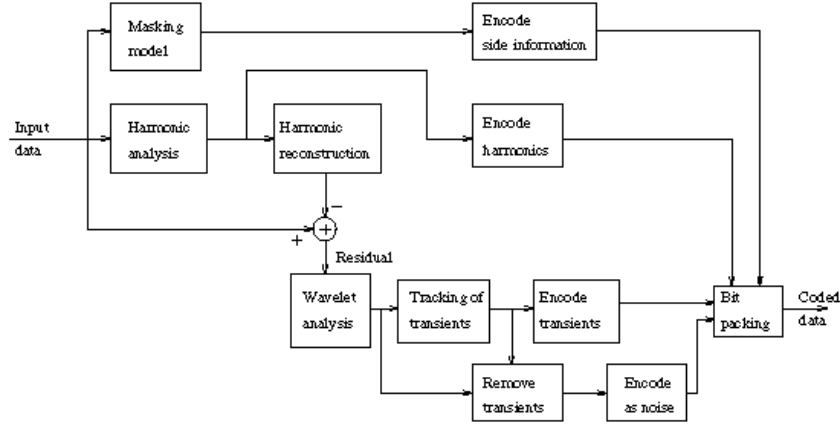 Masking
model
Encode
side information
Input
data
Harmonic
analysis
Harmonic
reconstruction
Encode
harmonics
−
+
+
Residual
Wavelet
analysis
Tracking of
transients
Encode
transients
Bit
packing
Coded
data
Remove
transients
Encode
as noise